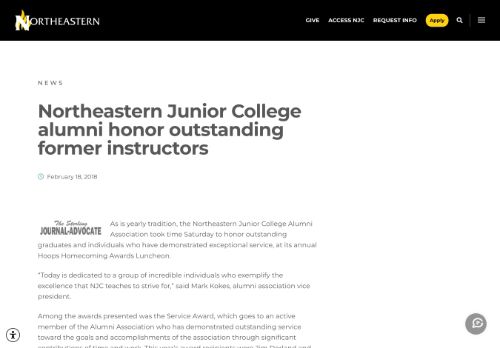 NORTHEASTERN
GIVE ACCESS NJC REQUEST INFO Apply
NEWS
Northeastern Junior College
alumni honor outstanding
former instructors
February 18, 2018
The Sterling
JOURNAL-ADVOCATE
As is yearly tradition, the Northeastern Junior College Alumni
Association took time Saturday to honor outstanding
graduates and individuals who have demonstrated exceptional service, at its annual
Hoops Homecoming Awards Luncheon.
"Today is dedicated to a group of incredible individuals who exemplify the
excellence that NJC teaches to strive for," said Mark Kokes, alumni association vice
president.
Among the awards presented was the Service Award, which goes to an active
member of the Alumni Association who has demonstrated outstanding service
toward the goals and accomplishments of the association through significant